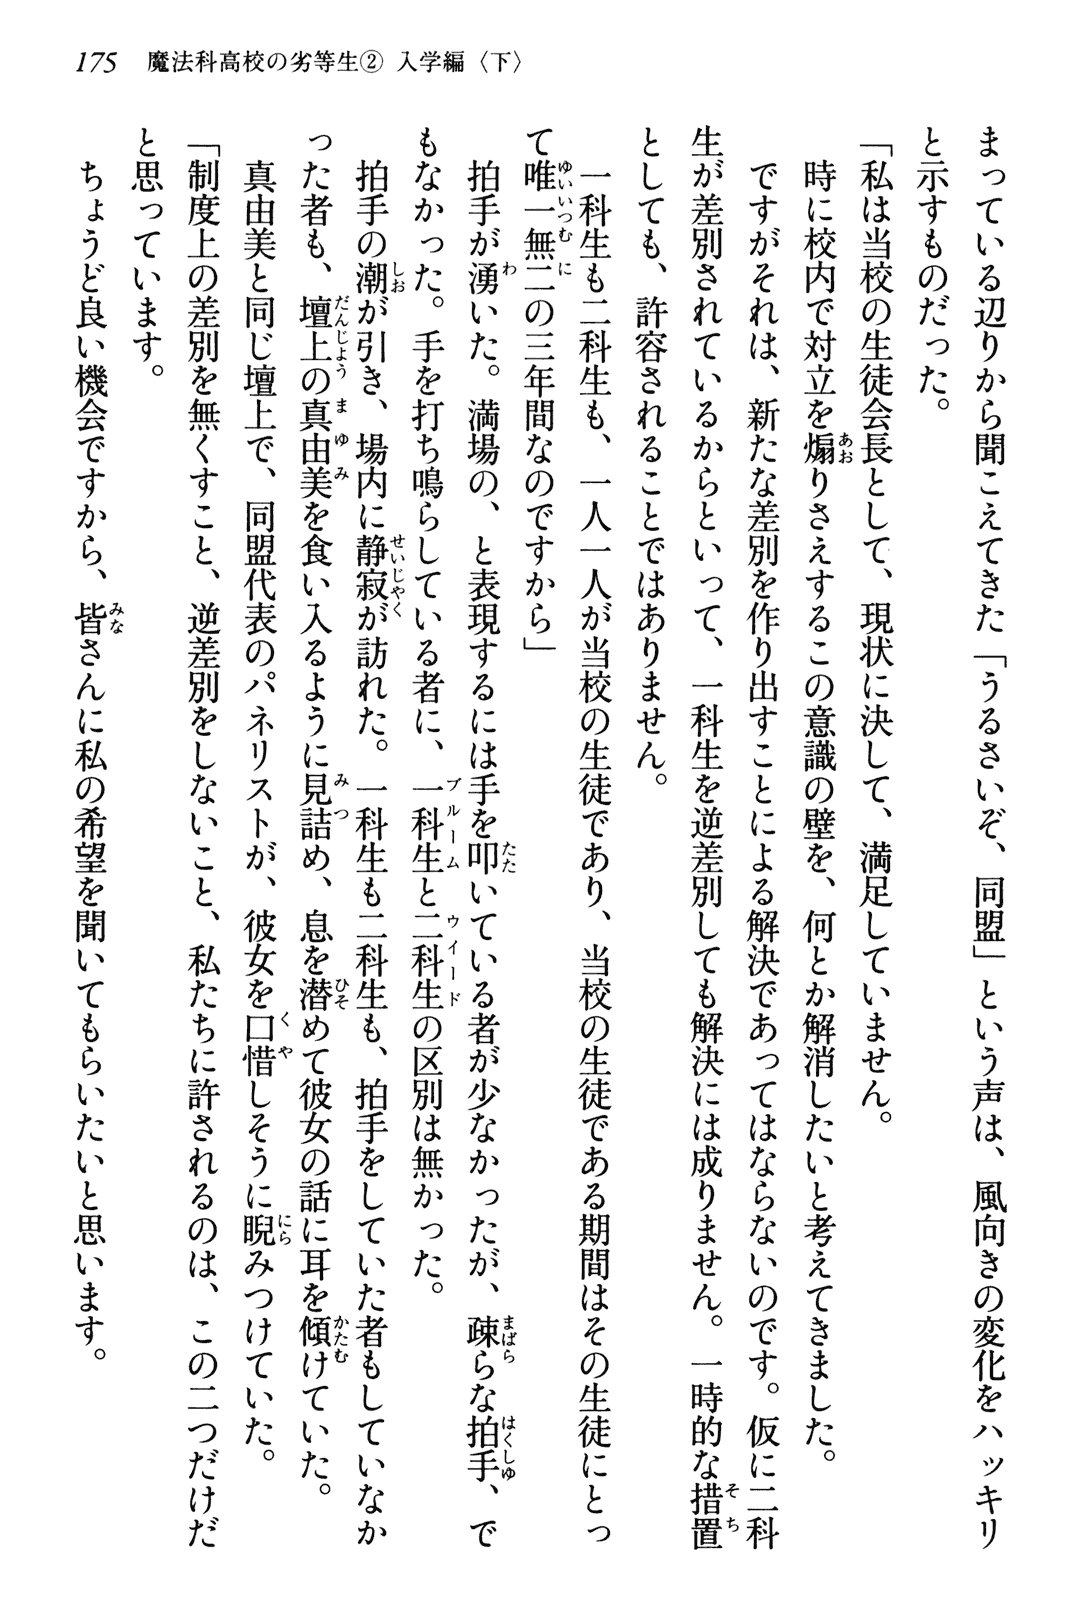 175 魔法科高校の劣等生② 入学編〈下〉
まっている辺りから聞こえてきた「うるさいぞ、同盟」という声は、風向きの変化をハッキリ
と示すものだった。
「私は当校の生徒会長として、現状に決して、満足していません。
時に校内で対立を煽りさえするこの意識の壁を、何とか解消したいと考えてきました。
ですがそれは、新たな差別を作り出すことによる解決であってはならないのです。仮に二科
生が差別されているからといって、一科生を逆差別しても解決には成りません。一時的な措置
としても、許容されることではありません。
一科生も二科生も、一人一人が当校の生徒であり、当校の生徒である期間はその生徒にとっ
て唯一無二の三年間なのですから」
拍手が湧いた。満場の、と表現するには手を叩いている者が少なかったが、疎らな拍手、で
もなかった。手を打ち鳴らしている者に、一科生と二科生の区別は無かった。
拍手の潮が引き、場内に静寂が訪れた。一科生も二科生も、拍手をしていた者もしていなか
った者も、壇上の真由美を食い入るように見詰め、息を潜めて彼女の話に耳を傾けていた。
真由美と同じ壇上で、同盟代表のパネリストが、彼女を口惜しそうに睨みつけていた。
「制度上の差別を無くすこと、逆差別をしないこと、私たちに許されるのは、この二つだけだ
と思っています。
ちょうど良い機会ですから、皆さんに私の希望を聞いてもらいたいと思います。